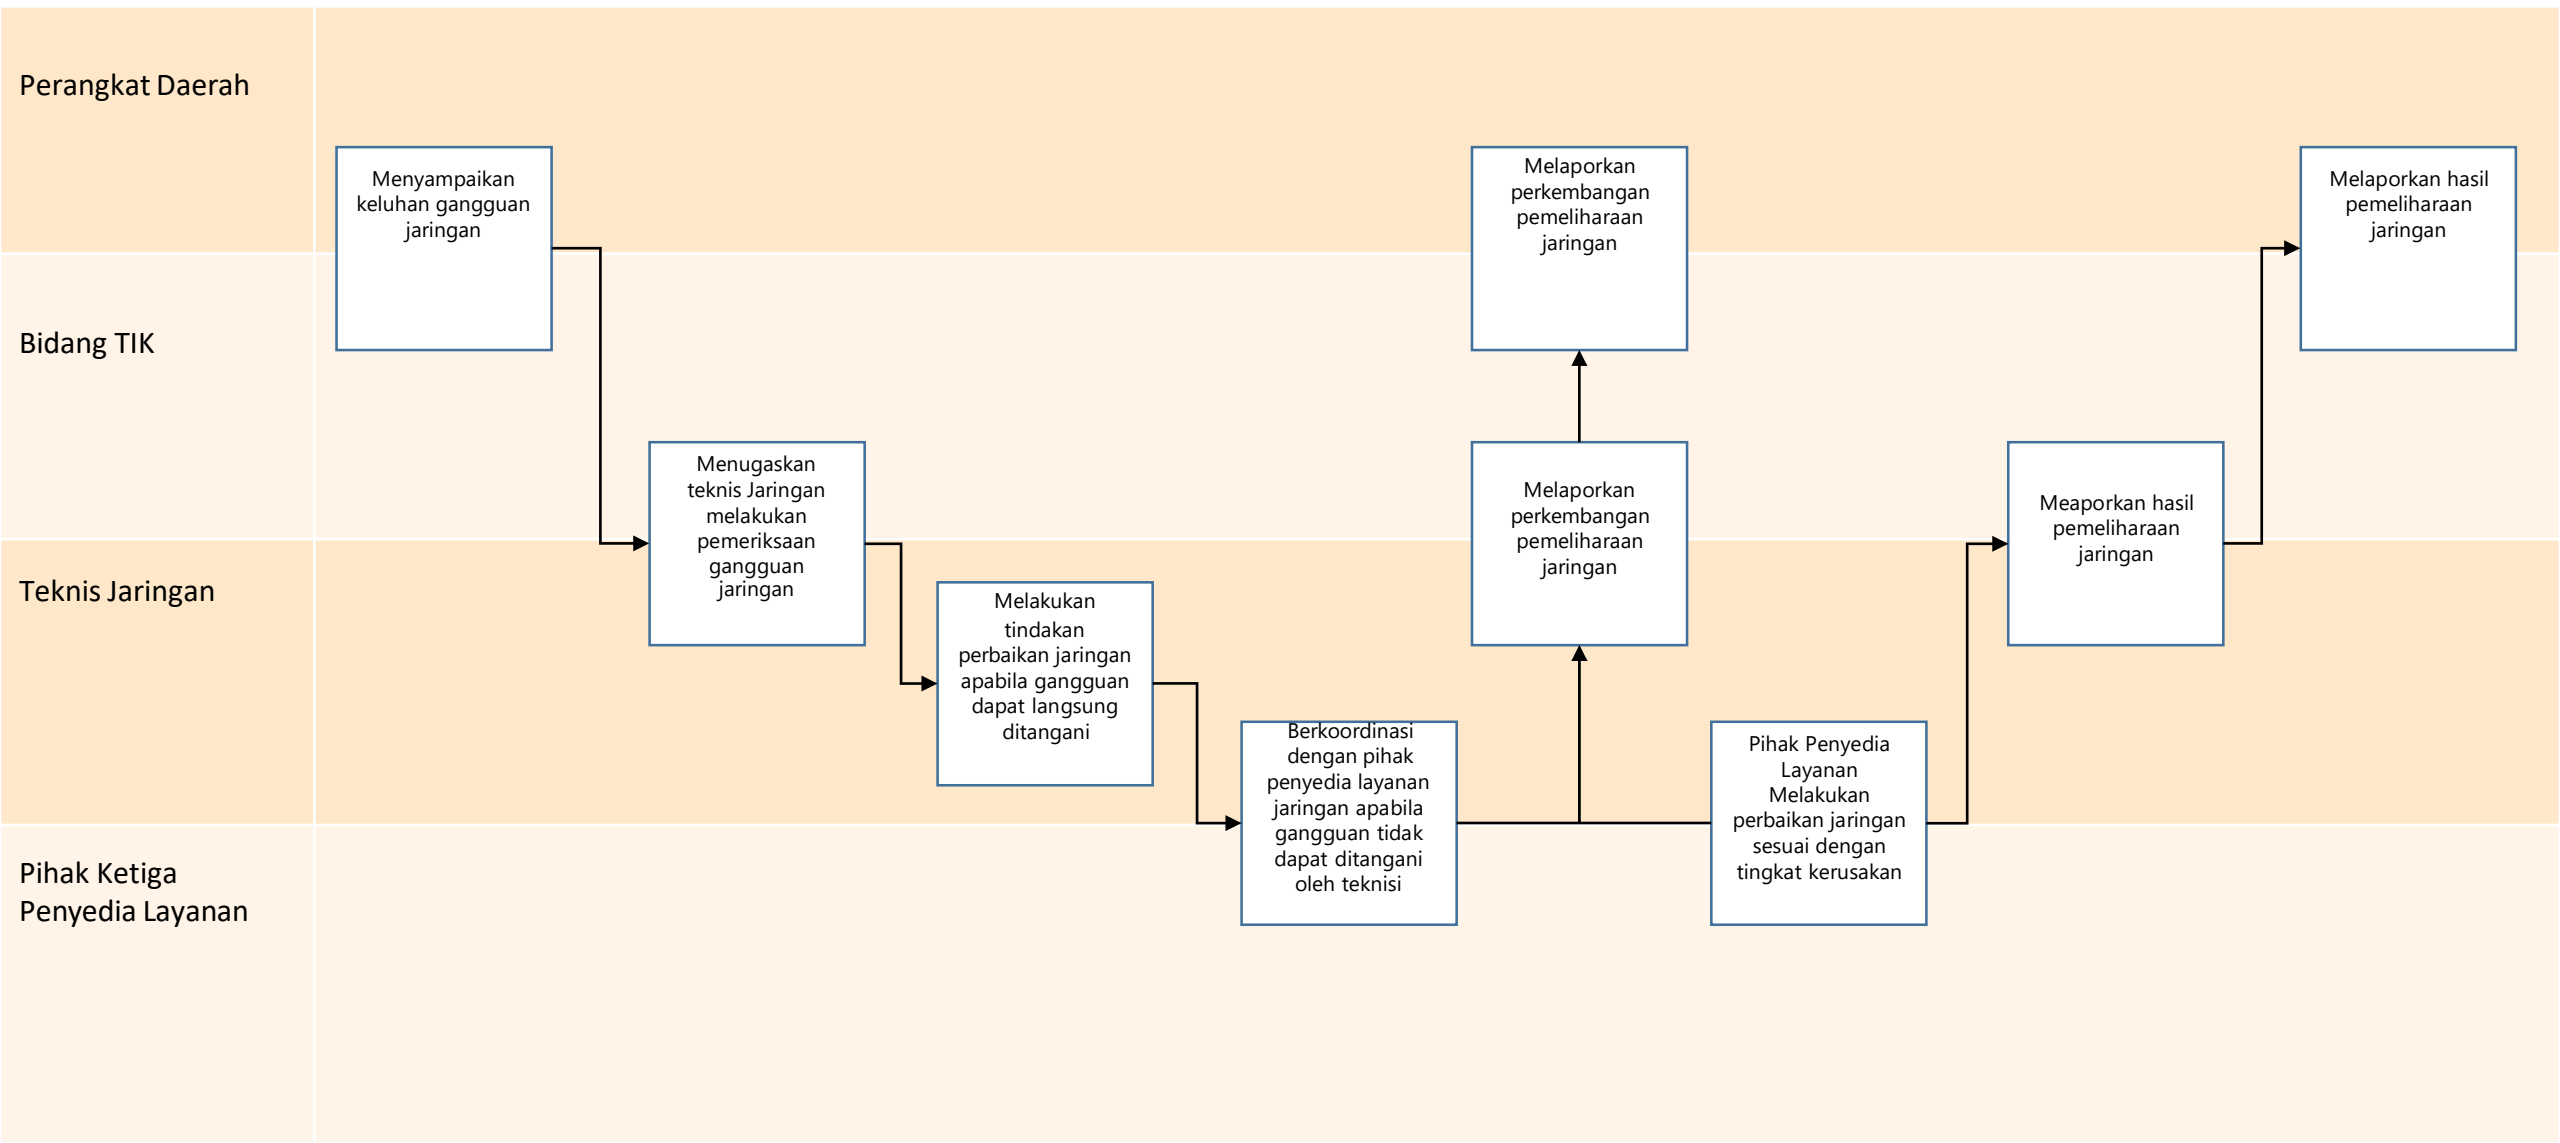 Perangkat Daerah
Menyampaikan
keluhan gangguan
jaringan
Melaporkan
perkembangan
pemeliharaan
jaringan
Melaporkan hasil
pemeliharaan
jaringan
Bidang TIK
Menugaskan
teknis Jaringan
melakukan
pemeriksaan
gangguan
jaringan
Melaporkan
perkembangan
pemeliharaan
jaringan
Meaporkan hasil
pemeliharaan
jaringan
Teknis Jaringan
Melakukan
tindakan
perbaikan jaringan
apabila gangguan
dapat langsung
ditangani
Berkoordinasi
dengan pihak
penyedia layanan
jaringan apabila
gangguan tidak
dapat ditangani
oleh teknisi
Pihak Penyedia
Layanan
Melakukan
perbaikan jaringan
sesuai dengan
tingkat kerusakan
Pihak Ketiga
Penyedia Layanan